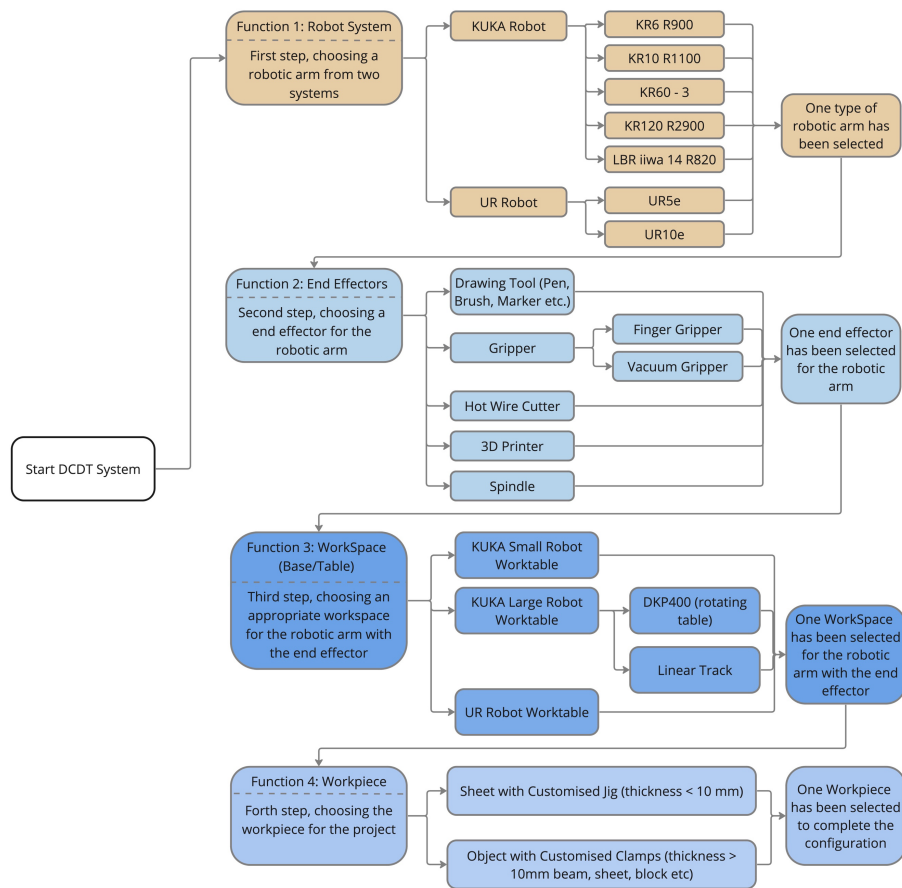 Function 1: Robot System
First step, choosing a
robotic arm from two
systems
KUKA Robot
KR6 R900
KR10 R1100
KR60 - 3
KR120 R2900
LBR iiwa 14 R820
UR Robot
UR5e
UR10e
One type of
robotic arm has
been selected
Function 2: End Effectors
Second step, choosing a
end effector for the
robotic arm
Drawing Tool (Pen,
Brush, Marker etc.)
Gripper
Finger Gripper
Vacuum Gripper
Hot Wire Cutter
3D Printer
Spindle
One end effector
has been selected
for the robotic
arm
Start DCDT System
Function 3: WorkSpace
(Base/Table)
Third step, choosing an
appropriate workspace
for the robotic arm with
the end effector
KUKA Small Robot
Worktable
KUKA Large Robot
Worktable
DKP400 (rotating
table)
Linear Track
UR Robot Worktable
One WorkSpace
has been selected
for the robotic
arm with the end
effector
Function 4: Workpiece
Forth step, choosing the
workpiece for the project
Sheet with Customised Jig (thickness < 10 mm)
Object with Customised Clamps (thickness >
10mm beam, sheet, block etc)
One Workpiece
has been selected
to complete the
configuration